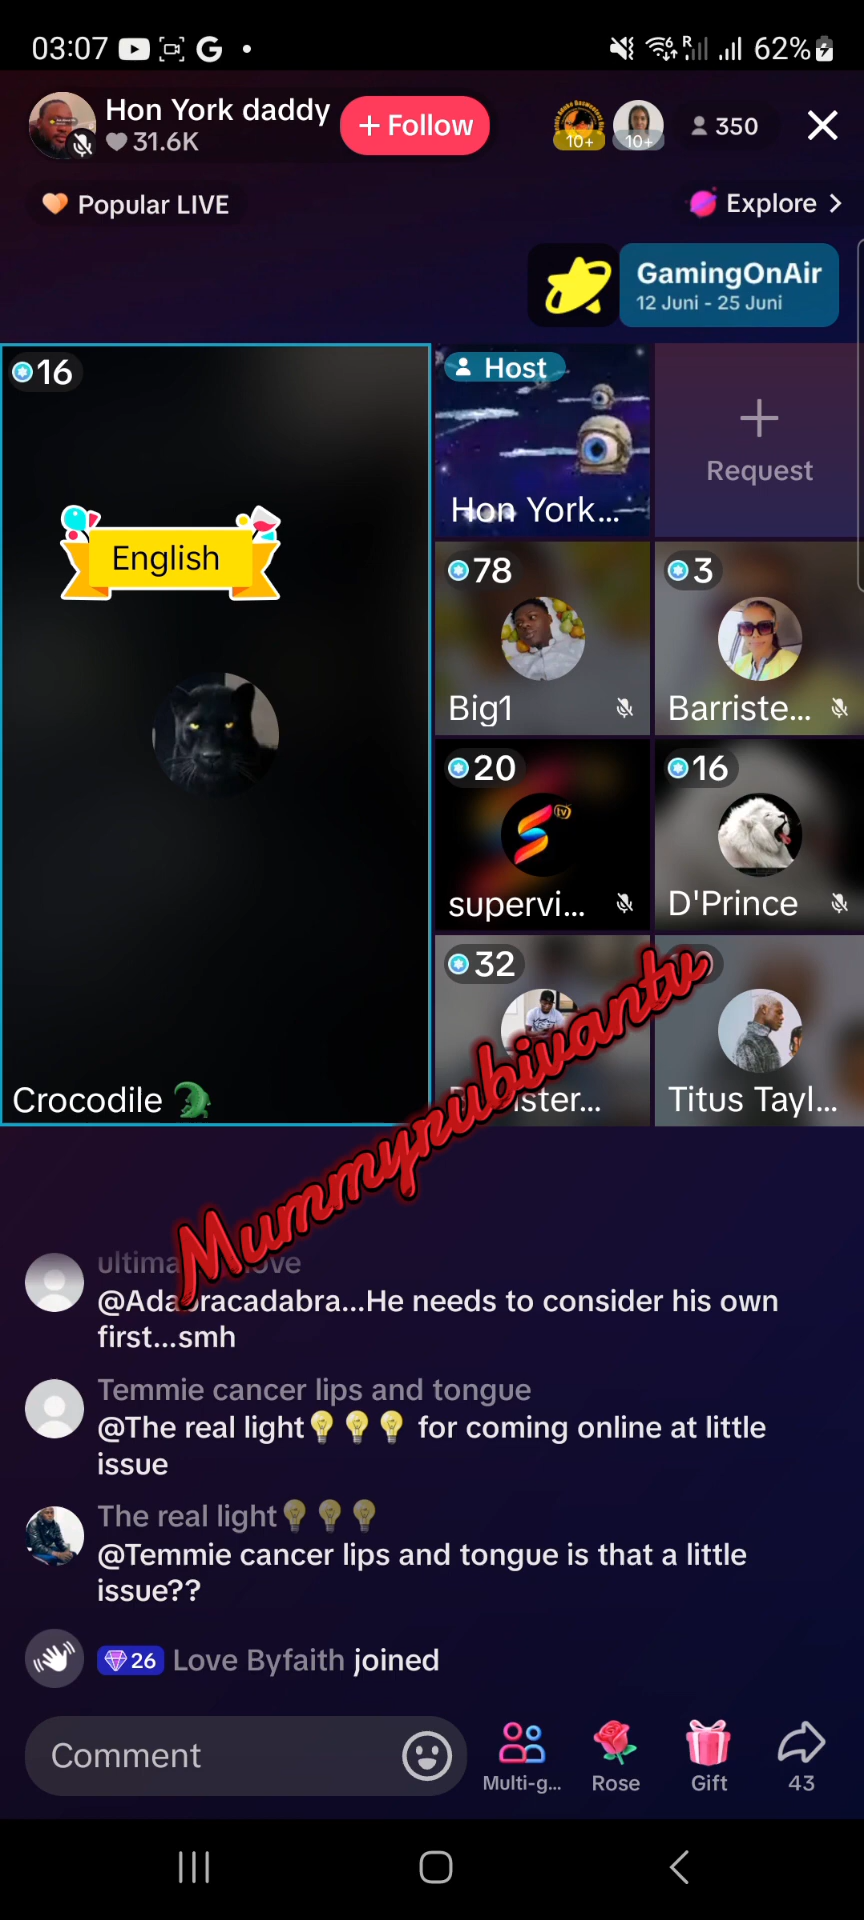 03:07
62%
Hon York daddy
31.6K
+ Follow
10+
10+
350
Popular LIVE
Explore
GamingOnAir
12 Juni - 25 Juni
16
English
Crocodile
Host
Hon York...
Request
78
Big1
3
Barriste...
20
tv
supervi...
16
D'Prince
32
ister...
Titus Tayl...
Mummyrubivantv
@Adabracadabra...He needs to consider his own
first...smh
Temmie cancer lips and tongue
@The real light💡💡💡 for coming online at little
issue
The real light💡💡💡
@Temmie cancer lips and tongue is that a little
issue??
26 Love Byfaith joined
Comment
Multi-g...
Rose
Gift
43